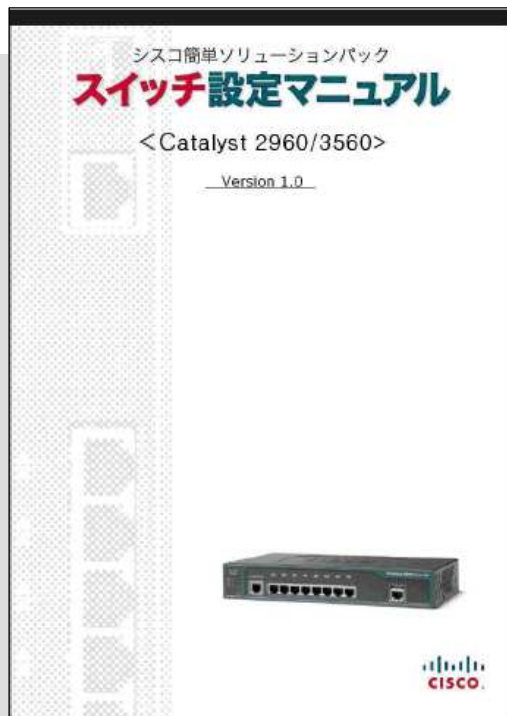 シスコ簡単ソリューションパック
スイッチ設定マニュアル
<Catalyst 2960/3560>
Version 1.0
CISCO.